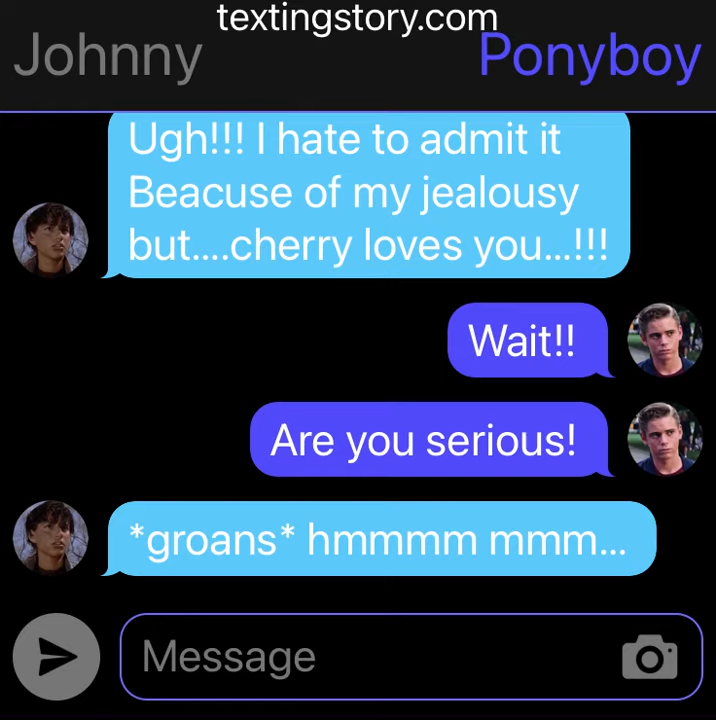 textingstory.com
Johnny
Ponyboy
Ugh!!! I hate to admit it
Beacuse of my jealousy
but....cherry loves you...!!!
Wait!!
Are you serious!
*groans* hmmmm mmm...
Message